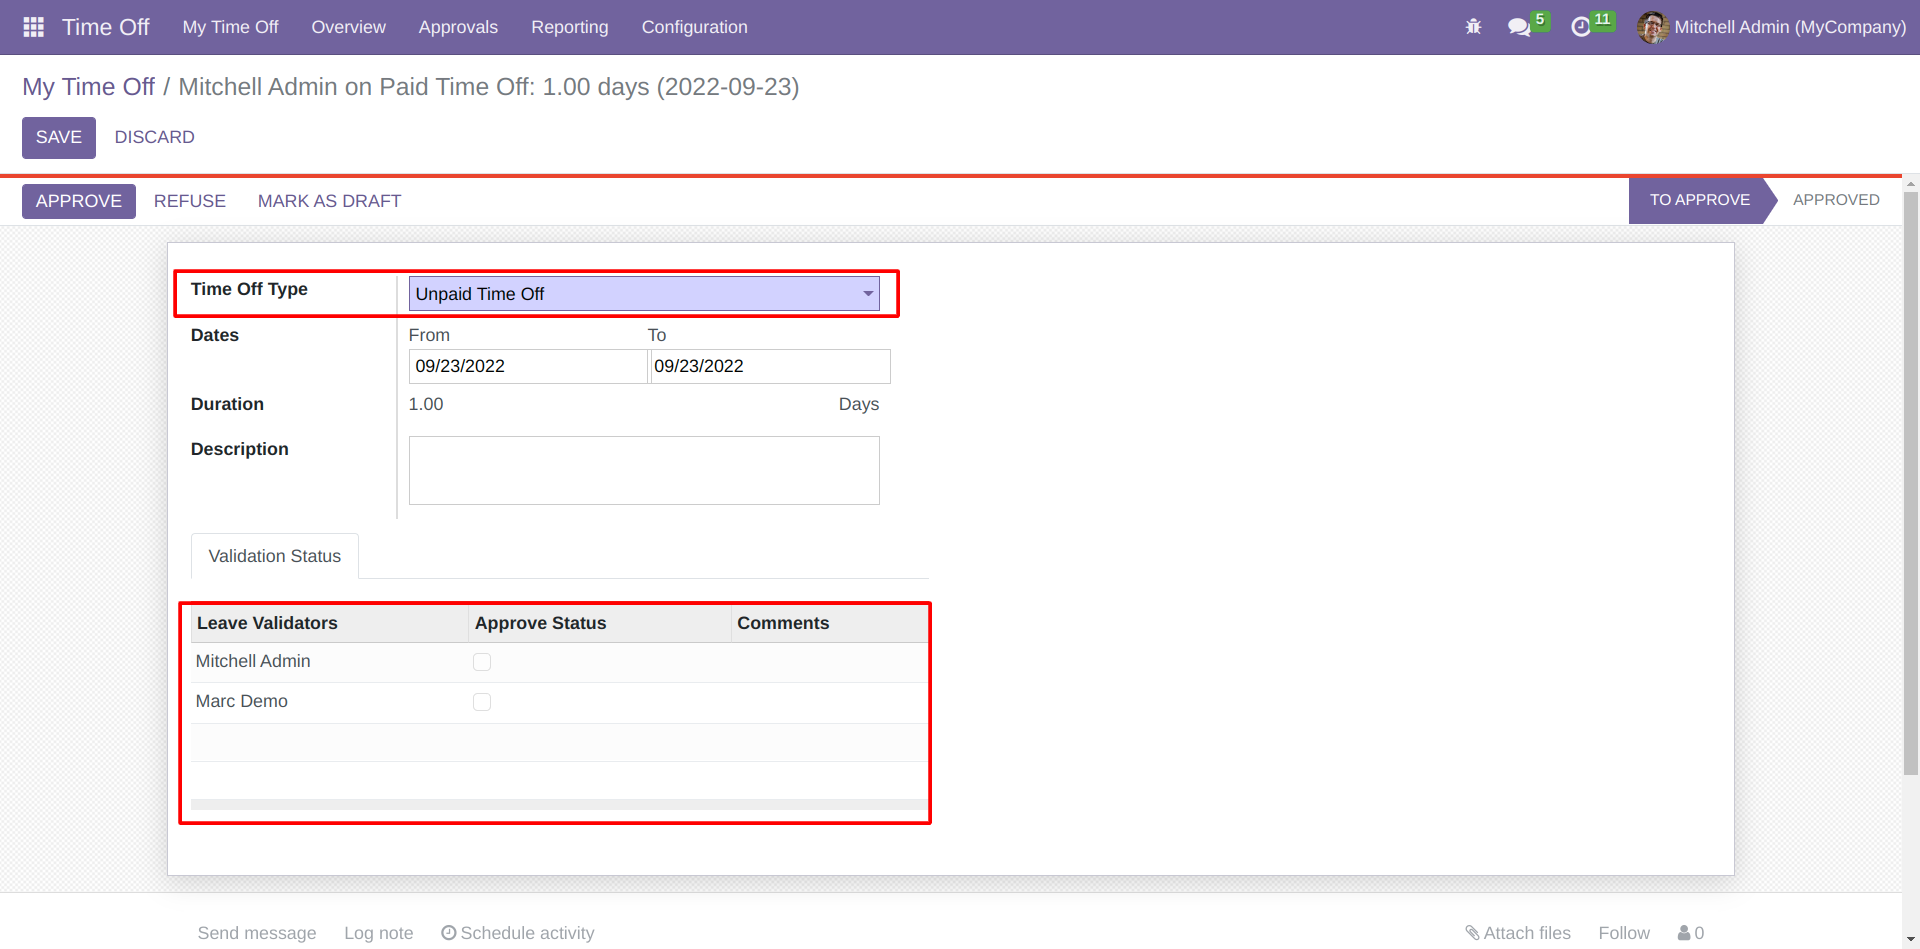 Time Off My Time Off Overview Approvals Reporting Configuration 5 11 Mitchell Admin (MyCompany)
My Time Off / Mitchell Admin on Paid Time Off: 1.00 days (2022-09-23)
SAVE DISCARD
APPROVE REFUSE MARK AS DRAFT TO APPROVE APPROVED
Time Off Type Unpaid Time Off
Dates From To
09/23/2022 09/23/2022
Duration 1.00 Days
Description
Validation Status
Leave Validators Approve Status Comments
Mitchell Admin
Marc Demo
Send message Log note Schedule activity Attach files Follow 0